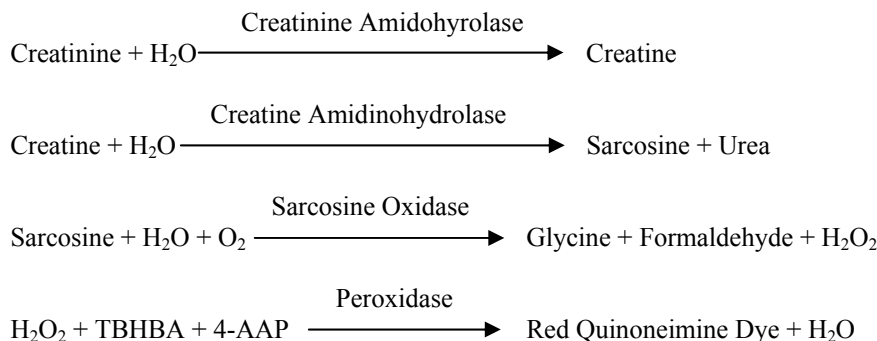 Creatinine Amidohyrolase
Creatinine + H₂O Creatine
Creatine Amidinohydrolase
Creatine + H₂O Sarcosine + Urea
Sarcosine Oxidase
Sarcosine + H₂O + O₂ Glycine + Formaldehyde + H₂O₂
Peroxidase
H₂O₂ + TBHBA + 4-AAP Red Quinoneimine Dye + H₂O